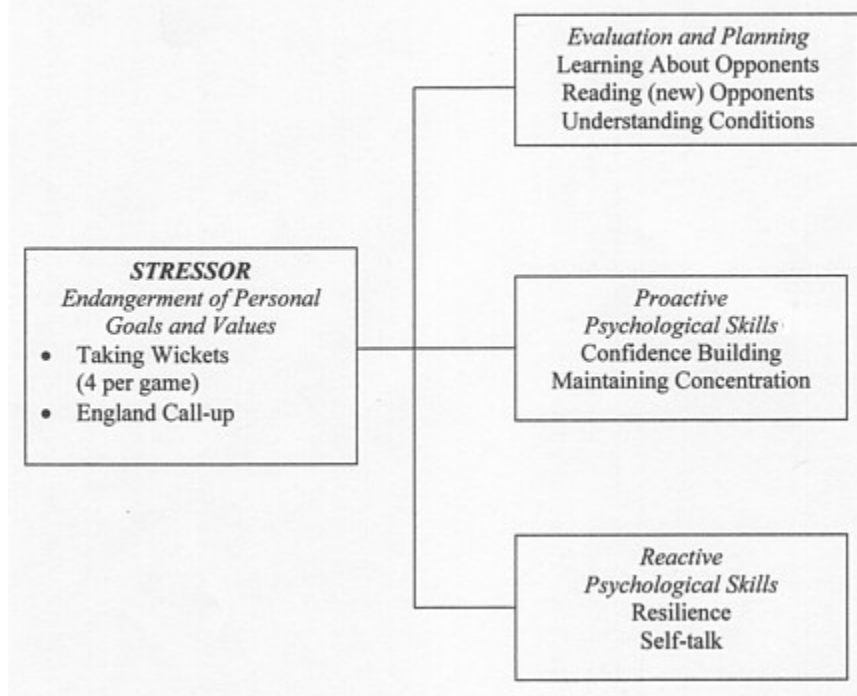 Evaluation and Planning
Learning About Opponents
Reading (new) Opponents
Understanding Conditions
STRESSOR
Endangerment of Personal
Goals and Values
• Taking Wickets
(4 per game)
• England Call-up
Proactive
Psychological Skills
Confidence Building
Maintaining Concentration
Reactive
Psychological Skills
Resilience
Self-talk